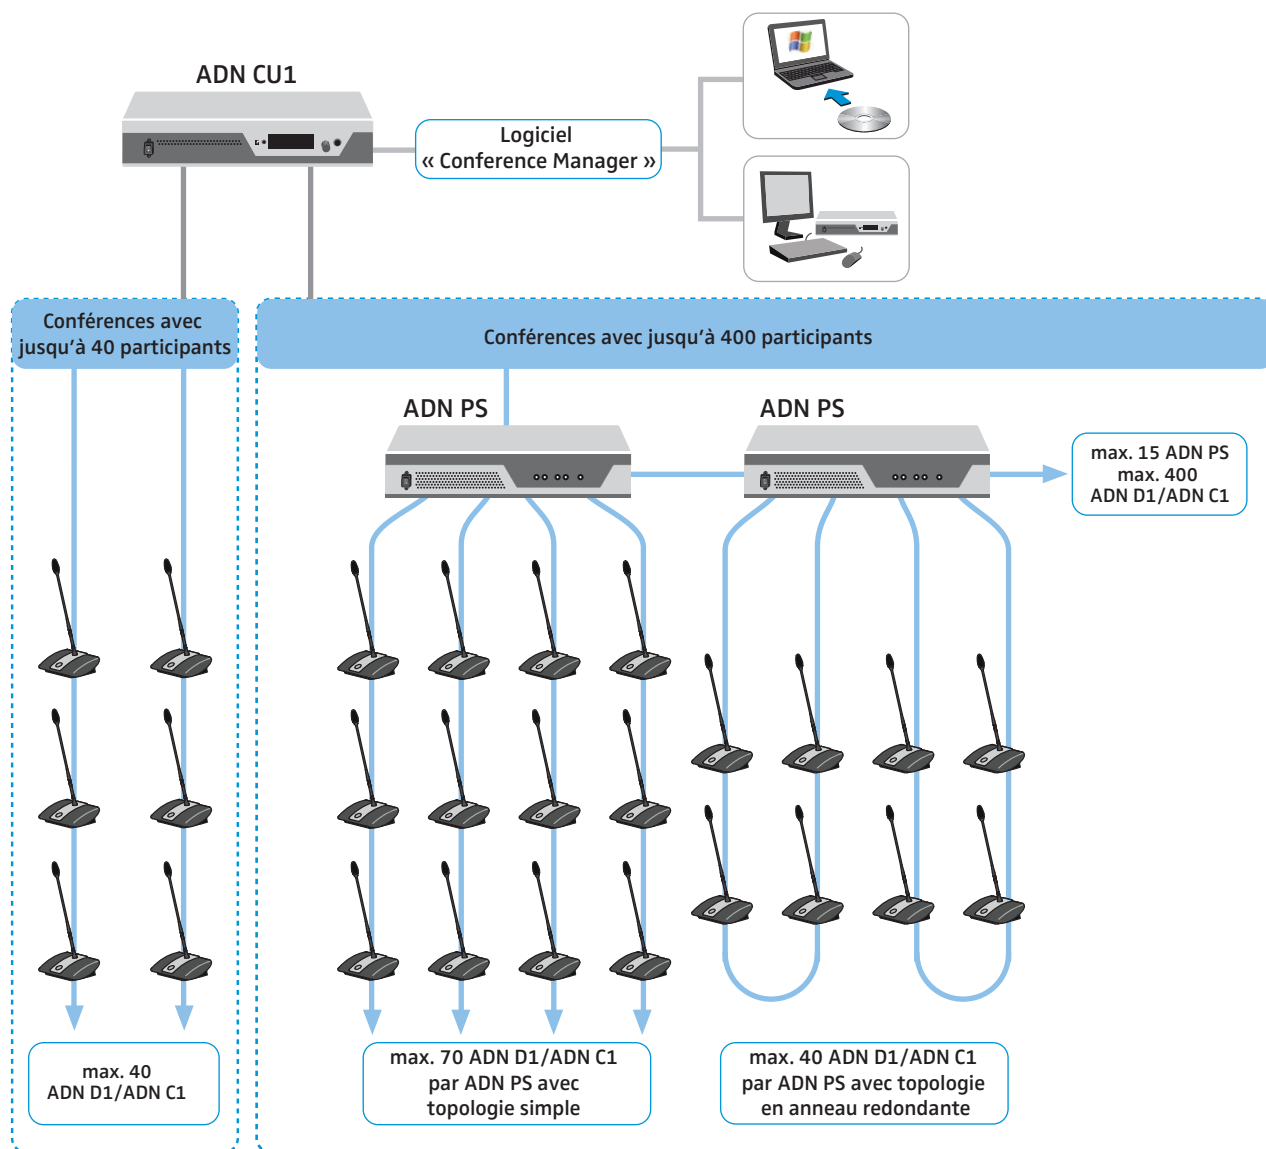 ADN CU1
Logiciel
« Conference Manager »
Conférences avec
jusqu'à 40 participants
Conférences avec jusqu'à 400 participants
ADN PS
ADN PS
max. 15 ADN PS
max. 400
ADN D1/ADN C1
max. 40
ADN D1/ADN C1
max. 70 ADN D1/ADN C1
par ADN PS avec
topologie simple
max. 40 ADN D1/ADN C1
par ADN PS avec topologie
en anneau redondante